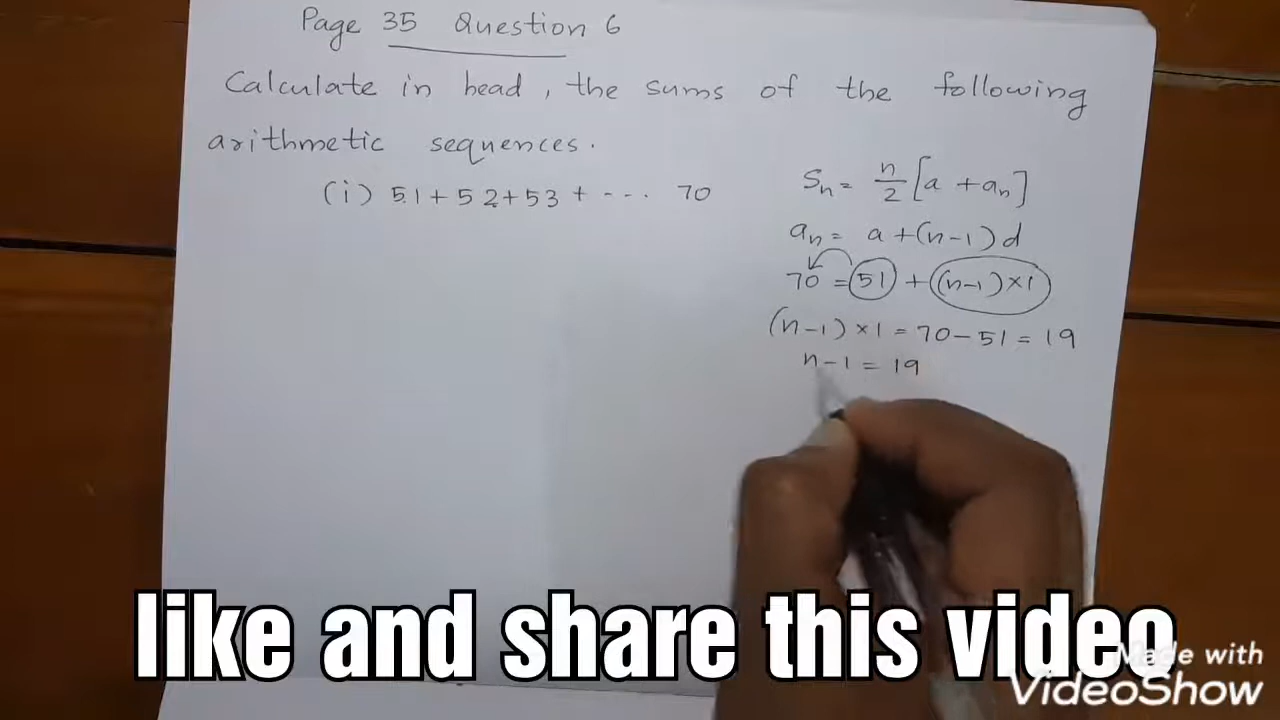 Page 35 Question 6
Calculate in head, the sums of the following
arithmetic sequences.
(i) 51+52+53+--- 70
Sn = n/2 [a + an]
an = a+(n-1)d
70 = 51 + (n-1)×1
(n-1)×1 = 70-51 = 19
n-1 = 19
like and share this video
Made with
VideoShow